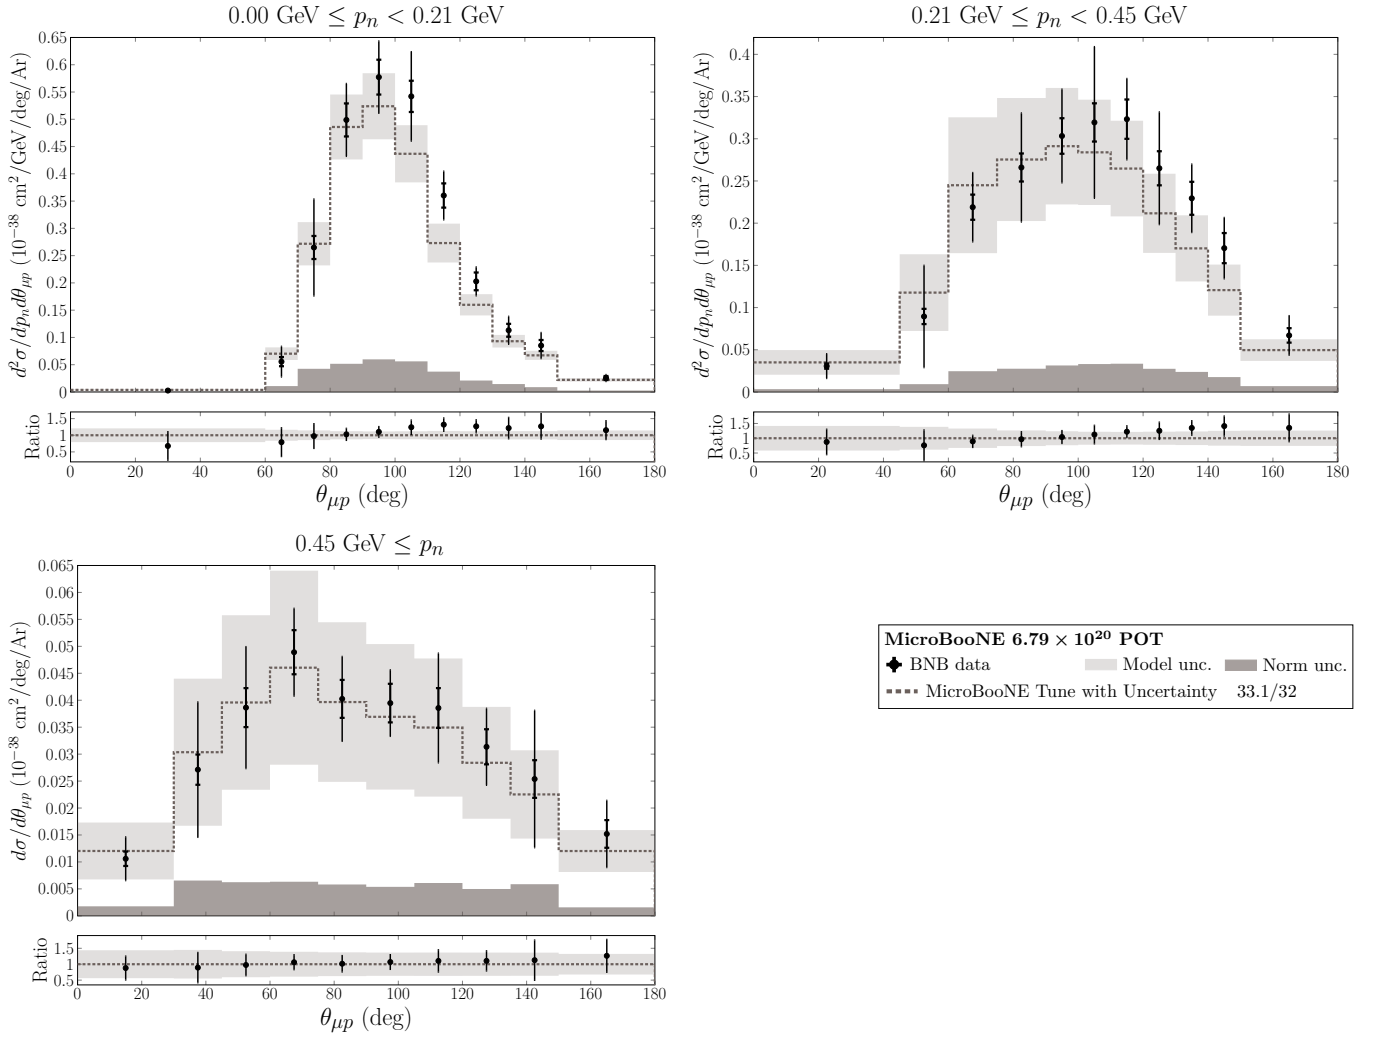 0.00 GeV ≤ pₙ < 0.21 GeV
d²σ/dpₙdθ_μp (10⁻³⁸ cm²/GeV/deg/Ar)
0.65
0.6
0.55
0.5
0.45
0.4
0.35
0.3
0.25
0.2
0.15
0.1
0.05
0
Ratio
1.5
1
0.5
0 20 40 60 80 100 120 140 160 180
θ_μp (deg)
0.21 GeV ≤ pₙ < 0.45 GeV
d²σ/dpₙdθ_μp (10⁻³⁸ cm²/GeV/deg/Ar)
0.4
0.35
0.3
0.25
0.2
0.15
0.1
0.05
0
Ratio
1.5
1
0.5
0 20 40 60 80 100 120 140 160 180
θ_μp (deg)
0.45 GeV ≤ pₙ
dσ/dθ_μp (10⁻³⁸ cm²/deg/Ar)
0.065
0.06
0.055
0.05
0.045
0.04
0.035
0.03
0.025
0.02
0.015
0.01
0.005
0
Ratio
1.5
1
0.5
0 20 40 60 80 100 120 140 160 180
θ_μp (deg)
MicroBooNE 6.79 × 10²⁰ POT
BNB data Model unc. Norm unc.
MicroBooNE Tune with Uncertainty 33.1/32